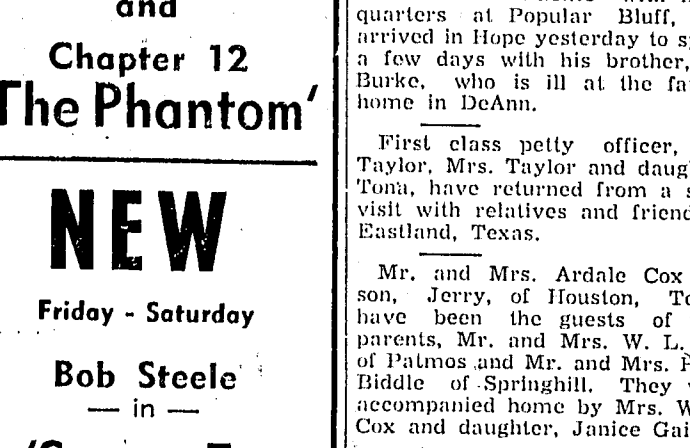 and
Chapter 12
The Phantom'
NEW
Friday - Saturday
Bob Steele
— in —
quarters at Popular Bluff,
arrived in Hope yesterday to
a few days with his brother,
Burke, who is ill at the
home in DeAnn.
First class petty officer,
Taylor, Mrs. Taylor and
Tona, have returned from a
visit with relatives and
Eastland, Texas.
Mr. and Mrs. Ardale Cox
son, Jerry, of Houston,
have been the guests of
parents, Mr. and Mrs. W. L.
of Patmos and Mr. and Mrs.
Biddle of Springhill. They
accompanied home by Mrs. W
Cox and daughter, Janice